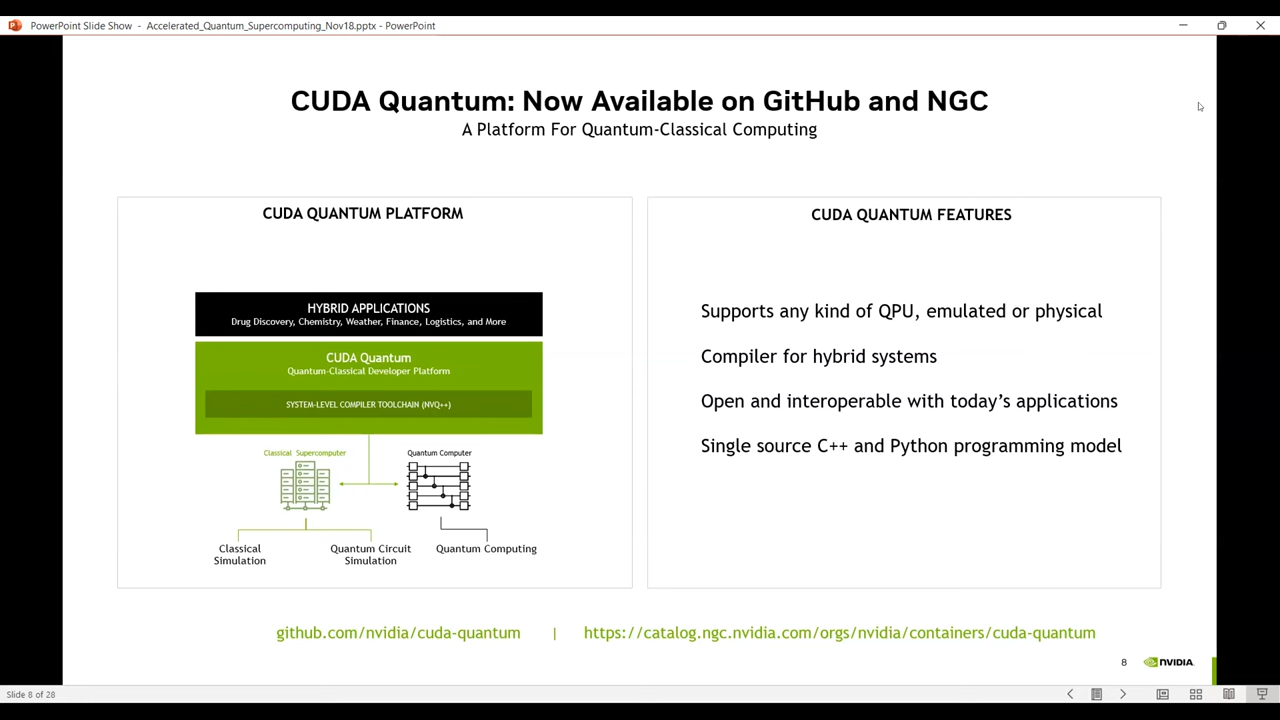 PowerPoint Slide Show - Accelerated_Quantum_Supercomputing_Nov18.pptx - PowerPoint
CUDA Quantum: Now Available on GitHub and NGC
A Platform For Quantum-Classical Computing
CUDA QUANTUM PLATFORM
HYBRID APPLICATIONS
Drug Discovery, Chemistry, Weather, Finance, Logistics, and More
CUDA Quantum
Quantum-Classical Developer Platform
SYSTEM-LEVEL COMPILER TOOLCHAIN (NVQ++)
Classical Supercomputer
Quantum Computer
Classical
Simulation
Quantum Circuit
Simulation
Quantum Computing
CUDA QUANTUM FEATURES
Supports any kind of QPU, emulated or physical
Compiler for hybrid systems
Open and interoperable with today’s applications
Single source C++ and Python programming model
github.com/nvidia/cuda-quantum | https://catalog.ngc.nvidia.com/orgs/nvidia/containers/cuda-quantum
8 NVIDIA
Slide 8 of 28